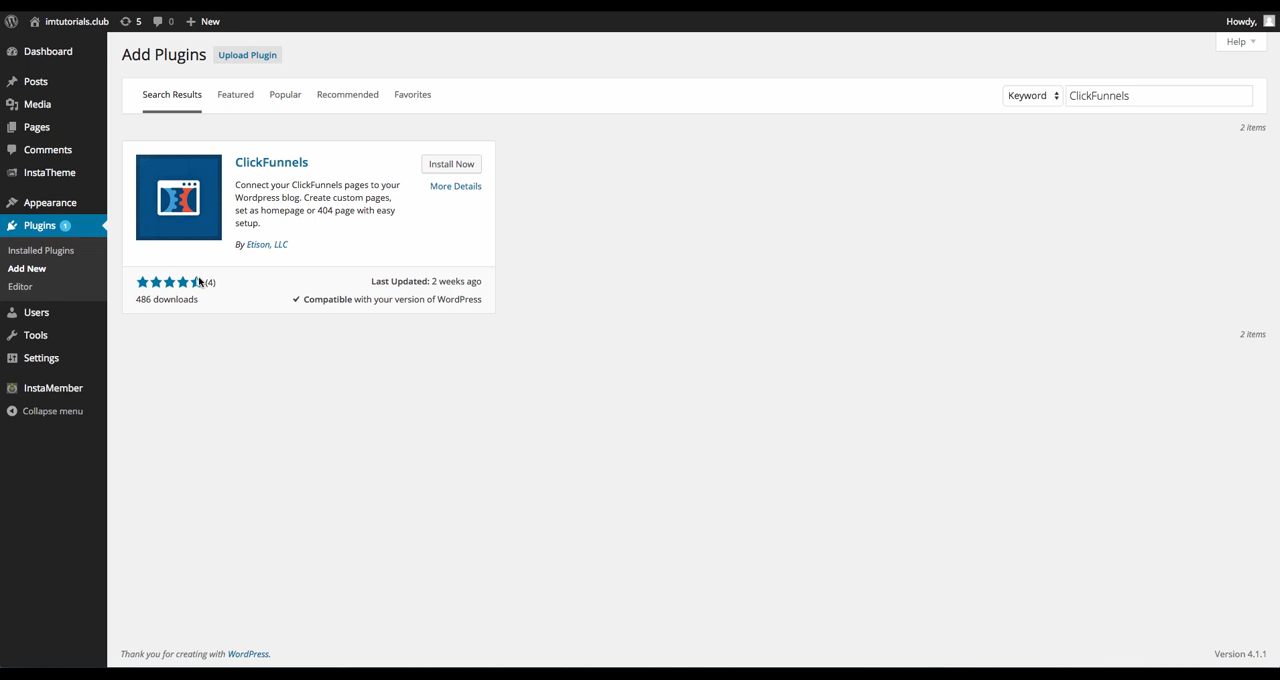 imtutorials.club 5 0 New Howdy,
Help
Dashboard
Posts
Media
Pages
Comments
InstaTheme
Appearance
Plugins 1
Installed Plugins
Add New
Editor
Users
Tools
Settings
InstaMember
Collapse menu
Add Plugins Upload Plugin
Search Results Featured Popular Recommended Favorites Keyword ClickFunnels
2 items
ClickFunnels
Install Now
More Details
Connect your ClickFunnels pages to your
Wordpress blog. Create custom pages,
set as homepage or 404 page with easy
setup.
By Etison, LLC
(4) Last Updated: 2 weeks ago
486 downloads ✔ Compatible with your version of WordPress
2 items
Thank you for creating with WordPress. Version 4.1.1